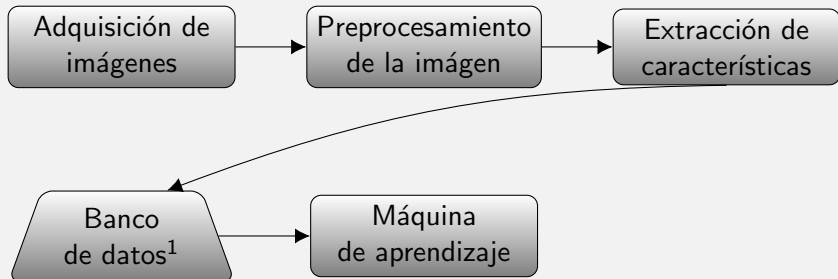 Adquisición de
imágenes
Preprocesamiento
de la imágen
Extracción de
características
Banco
de datos¹
Máquina
de aprendizaje